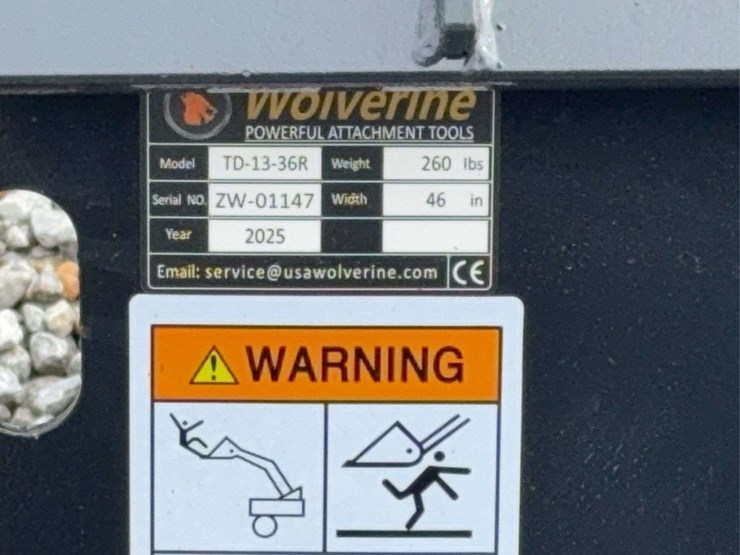 Wolverine
POWERFUL ATTACHMENT TOOLS
Model TD-13-36R Weight 260 lbs
Serial NO. ZW-01147 Width 46 in
Year 2025
Email: service@usawolverine.com CE
WARNING